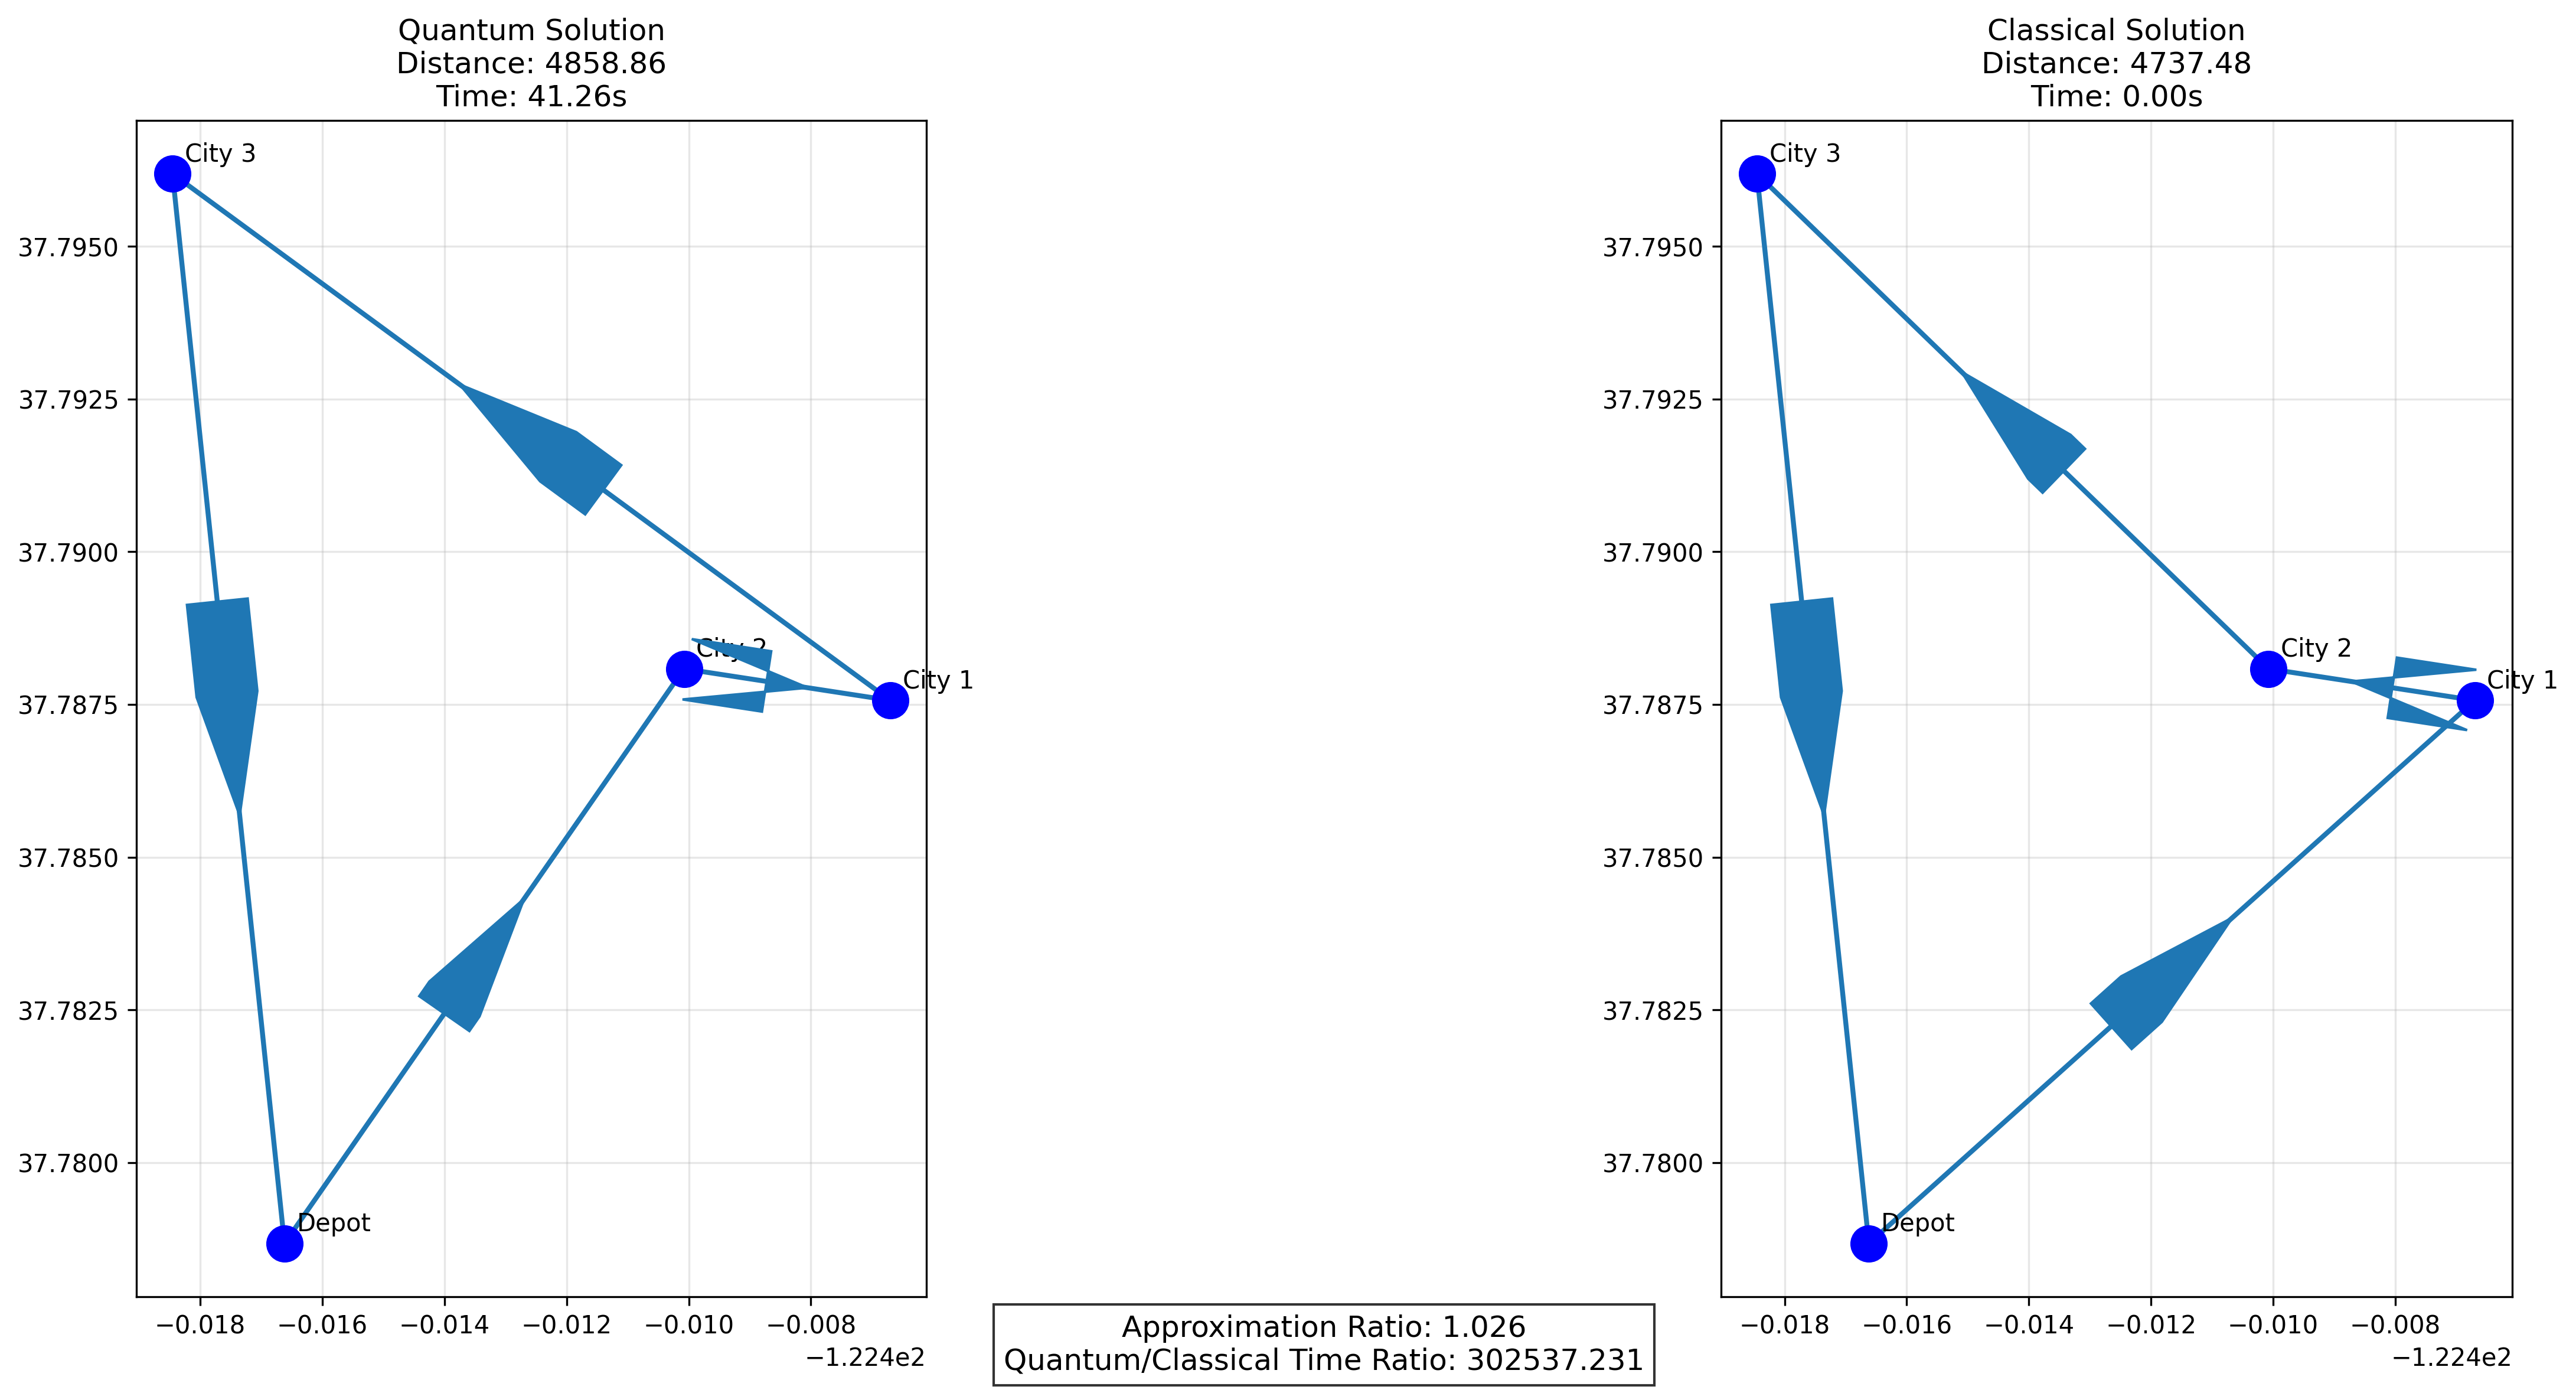 Quantum Solution
Distance: 4858.86
Time: 41.26s
City 3
37.7950
37.7925
37.7900
City 2
City 1
37.7875
37.7850
37.7825
37.7800
Depot
−0.018
−0.016
−0.014
−0.012
−0.010
−0.008
−1.224e2
Classical Solution
Distance: 4737.48
Time: 0.00s
City 3
37.7950
37.7925
37.7900
City 2
City 1
37.7875
37.7850
37.7825
37.7800
Depot
−0.018
−0.016
−0.014
−0.012
−0.010
−0.008
−1.224e2
Approximation Ratio: 1.026
Quantum/Classical Time Ratio: 302537.231